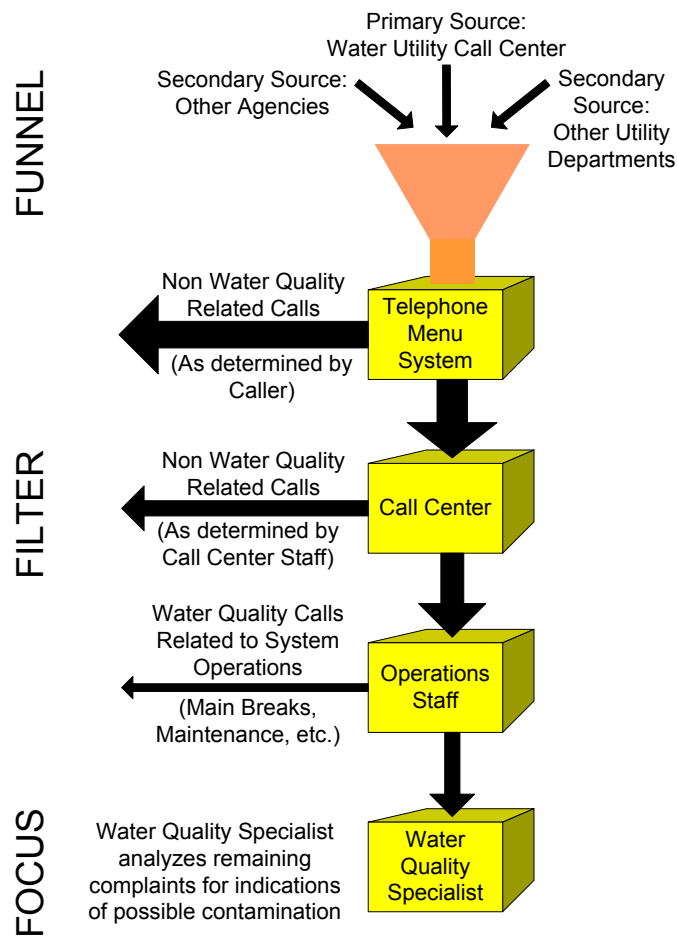 FUNNEL
Primary Source:
Water Utility Call Center
Secondary Source:
Other Agencies
Secondary
Source:
Other Utility
Departments
FILTER
Non Water Quality
Related Calls
(As determined by
Caller)
Telephone
Menu
System
Non Water Quality
Related Calls
(As determined by
Call Center Staff)
Call Center
Water Quality Calls
Related to System
Operations
(Main Breaks,
Maintenance, etc.)
Operations
Staff
FOCUS
Water Quality Specialist
analyzes remaining
complaints for indications
of possible contamination
Water
Quality
Specialist